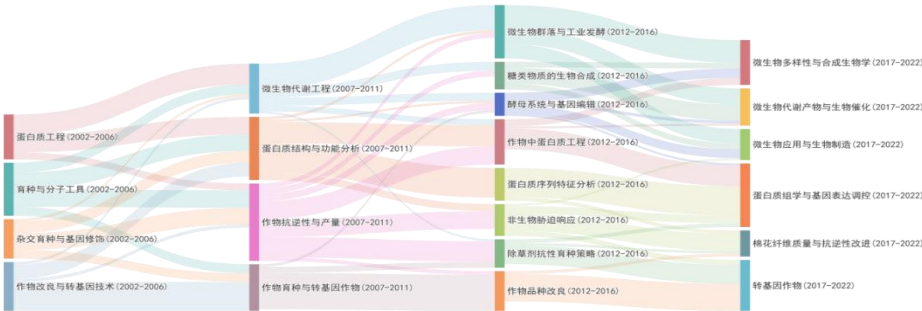 蛋白质工程(2002-2006)
育种与分子工具(2002-2006)
杂交育种与基因修饰(2002-2006)
作物改良与转基因技术(2002-2006)
微生物代谢工程(2007-2011)
蛋白质结构与功能分析(2007-2011)
作物抗逆性与产量(2007-2011)
作物育种与转基因作物(2007-2011)
微生物群落与工业发酵(2012-2016)
糖类物质的生物合成(2012-2016)
酵母系统与基因编辑(2012-2016)
作物中蛋白质工程(2012-2016)
蛋白质序列特征分析(2012-2016)
非生物胁迫响应(2012-2016)
除草剂抗性育种策略(2012-2016)
作物品种改良(2012-2016)
微生物多样性与合成生物学(2017-2022)
微生物代谢产物与生物催化(2017-2022)
微生物应用与生物制造(2017-2022)
蛋白质组学与基因表达调控(2017-2022)
棉花纤维质量与抗逆性改进(2017-2022)
转基因作物(2017-2022)